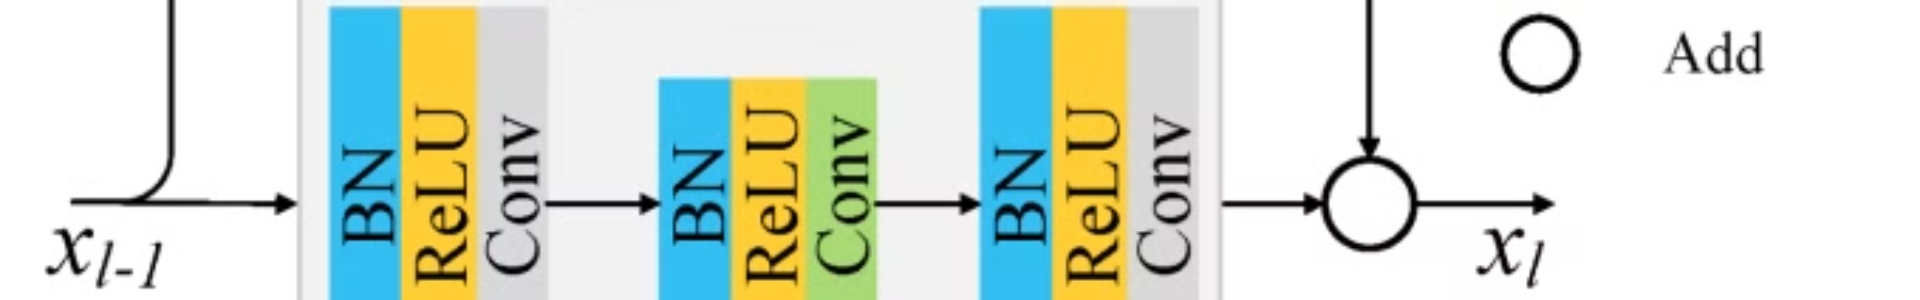 Add
BN
ReLU
Conv
BN
ReLU
Conv
BN
ReLU
Conv
x_{l-1}
x_l